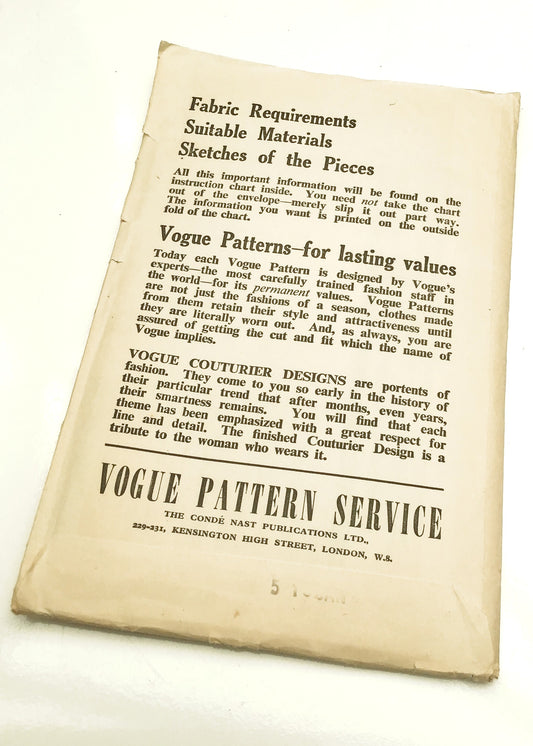 Fabric Requirements
Suitable Materials
Sketches of the Pieces
All this important information will be found on the
instruction chart inside. You need not take the chart
out of the envelope—merely slip it out part way.
The information you want is printed on the outside
fold of the chart.
Vogue Patterns—for lasting values
Today each Vogue Pattern is designed by Vogue's
experts—the most carefully trained fashion staff in
the world—for its permanent values. Vogue Patterns
are not just the fashions of a season, clothes made
from them retain their style and attractiveness until
they are literally worn out. And, as always, you are
assured of getting the cut and fit which the name of
Vogue implies.
VOGUE COUTURIER DESIGNS are portents of
fashion. They come to you so early in the history of
their particular trend that after months, even years,
their smartness remains. You will find that each
theme has been emphasized with a great respect for
line and detail. The finished Couturier Design is a
tribute to the woman who wears it.
VOGUE PATTERN SERVICE
THE CONDÉ NAST PUBLICATIONS LTD.,
229-231, KENSINGTON HIGH STREET, LONDON, W.8.
5